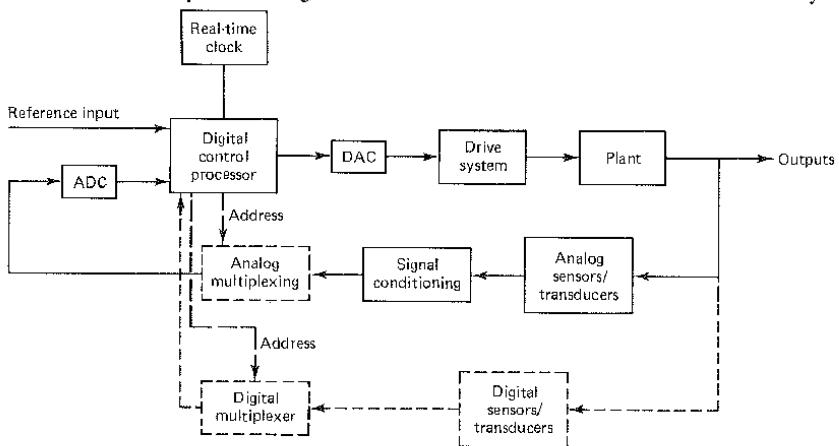 Real-time
clock
Reference input
Digital
control
processor
DAC
Drive
system
Plant
Outputs
ADC
Address
Analog
multiplexing
Signal
conditioning
Analog
sensors/
transducers
Address
Digital
multiplexer
Digital
sensors/
transducers